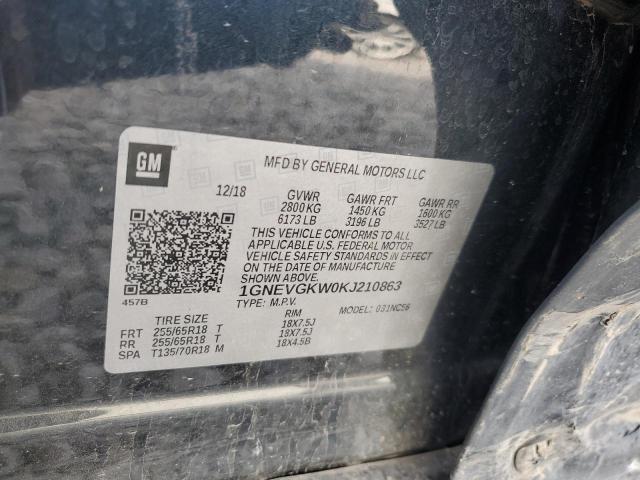 GM
MFD BY GENERAL MOTORS LLC
12/18 GVWR GAWR FRT GAWR RR
2800 KG 1450 KG 1600 KG
6173 LB 3196 LB 3527 LB
THIS VEHICLE CONFORMS TO ALL
APPLICABLE U.S. FEDERAL MOTOR
VEHICLE SAFETY STANDARDS IN EFFECT
ON THE DATE OF MANUFACTURE
SHOWN ABOVE.
1GNEVGKW0KJ210863
457B TYPE: M.P.V. MODEL: 031NC56
TIRE SIZE RIM
FRT 255/65R18 T 18X7.5J
RR 255/65R18 T 18X7.5J
SPA T135/70R18 M 18X4.5B